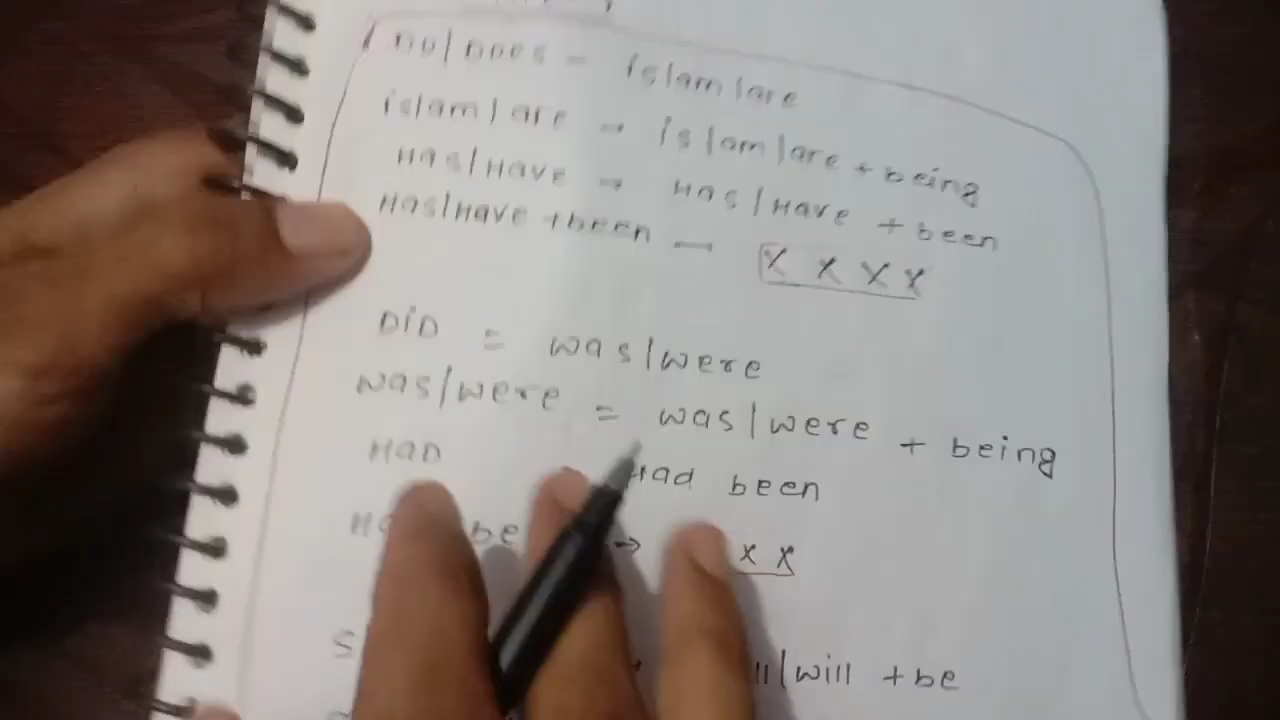 DO/DOES = is/am/are
is/am/are → is/am/are + being
Has/Have → Has/Have + been
Has/Have + been — x x x x
DiD = was/were
was/were = was/were + being
HAD Had been
be → x x
will/will + be